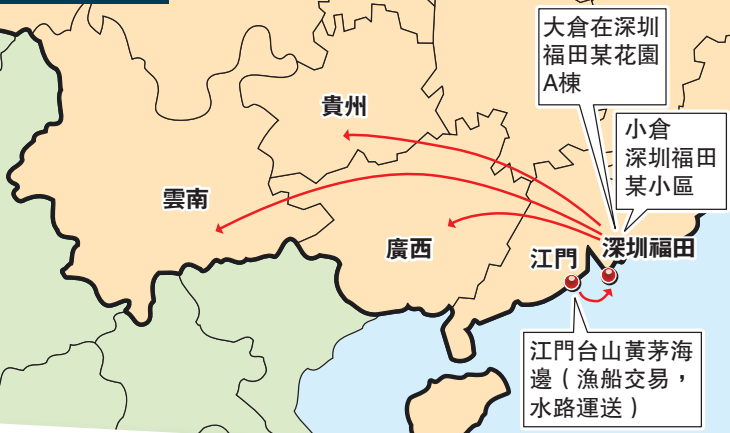 大倉在深圳
福田某花園
A棟
小倉
深圳福田
某小區
貴州
雲南
廣西
江門
深圳福田
江門台山黃茅海
邊（漁船交易，
水路運送）